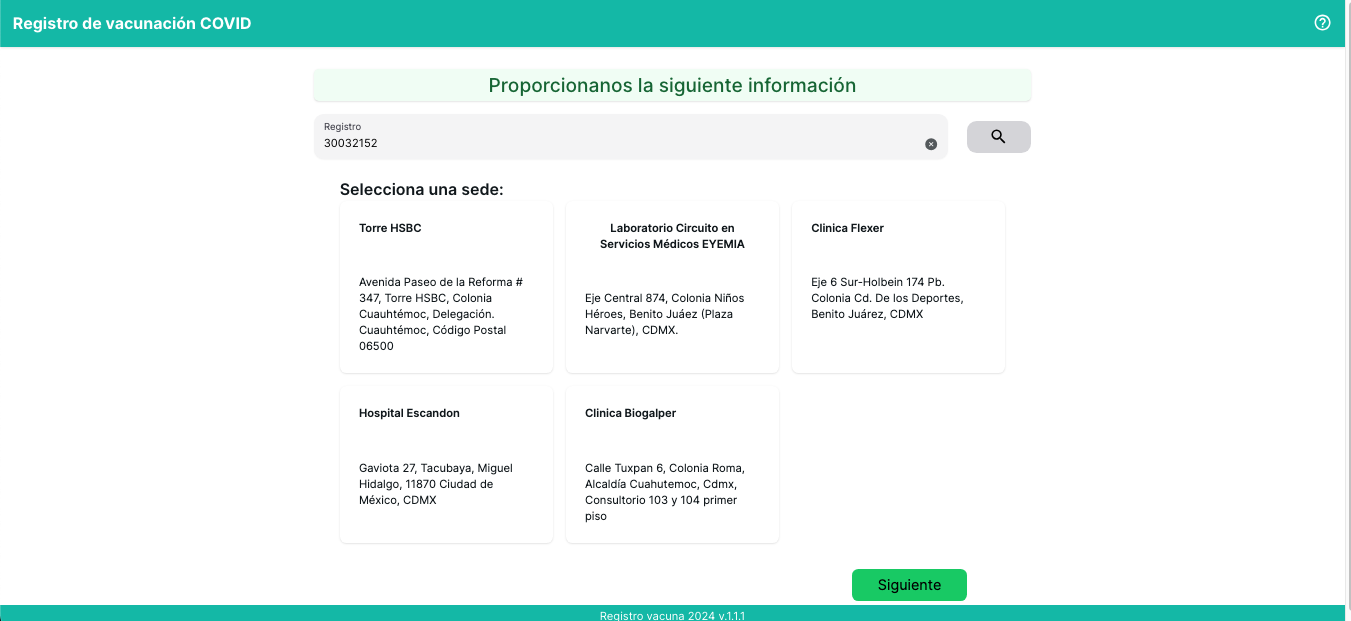 Registro de vacunación COVID
Proporcionanos la siguiente información
Registro
30032152
Selecciona una sede:
Torre HSBC
Avenida Paseo de la Reforma #
347, Torre HSBC, Colonia
Cuauhtémoc, Delegación.
Cuauhtémoc, Código Postal
06500
Laboratorio Circuito en
Servicios Médicos EYEMIA
Eje Central 874, Colonia Niños
Héroes, Benito Juáez (Plaza
Narvarte), CDMX.
Clinica Flexer
Eje 6 Sur-Holbein 174 Pb.
Colonia Cd. De los Deportes,
Benito Juárez, CDMX
Hospital Escandon
Gaviota 27, Tacubaya, Miguel
Hidalgo, 11870 Ciudad de
México, CDMX
Clinica Biogalper
Calle Tuxpan 6, Colonia Roma,
Alcaldía Cuahutemoc, Cdmx,
Consultorio 103 y 104 primer
piso
Siguiente
Registro vacuna 2024 v.1.1.1